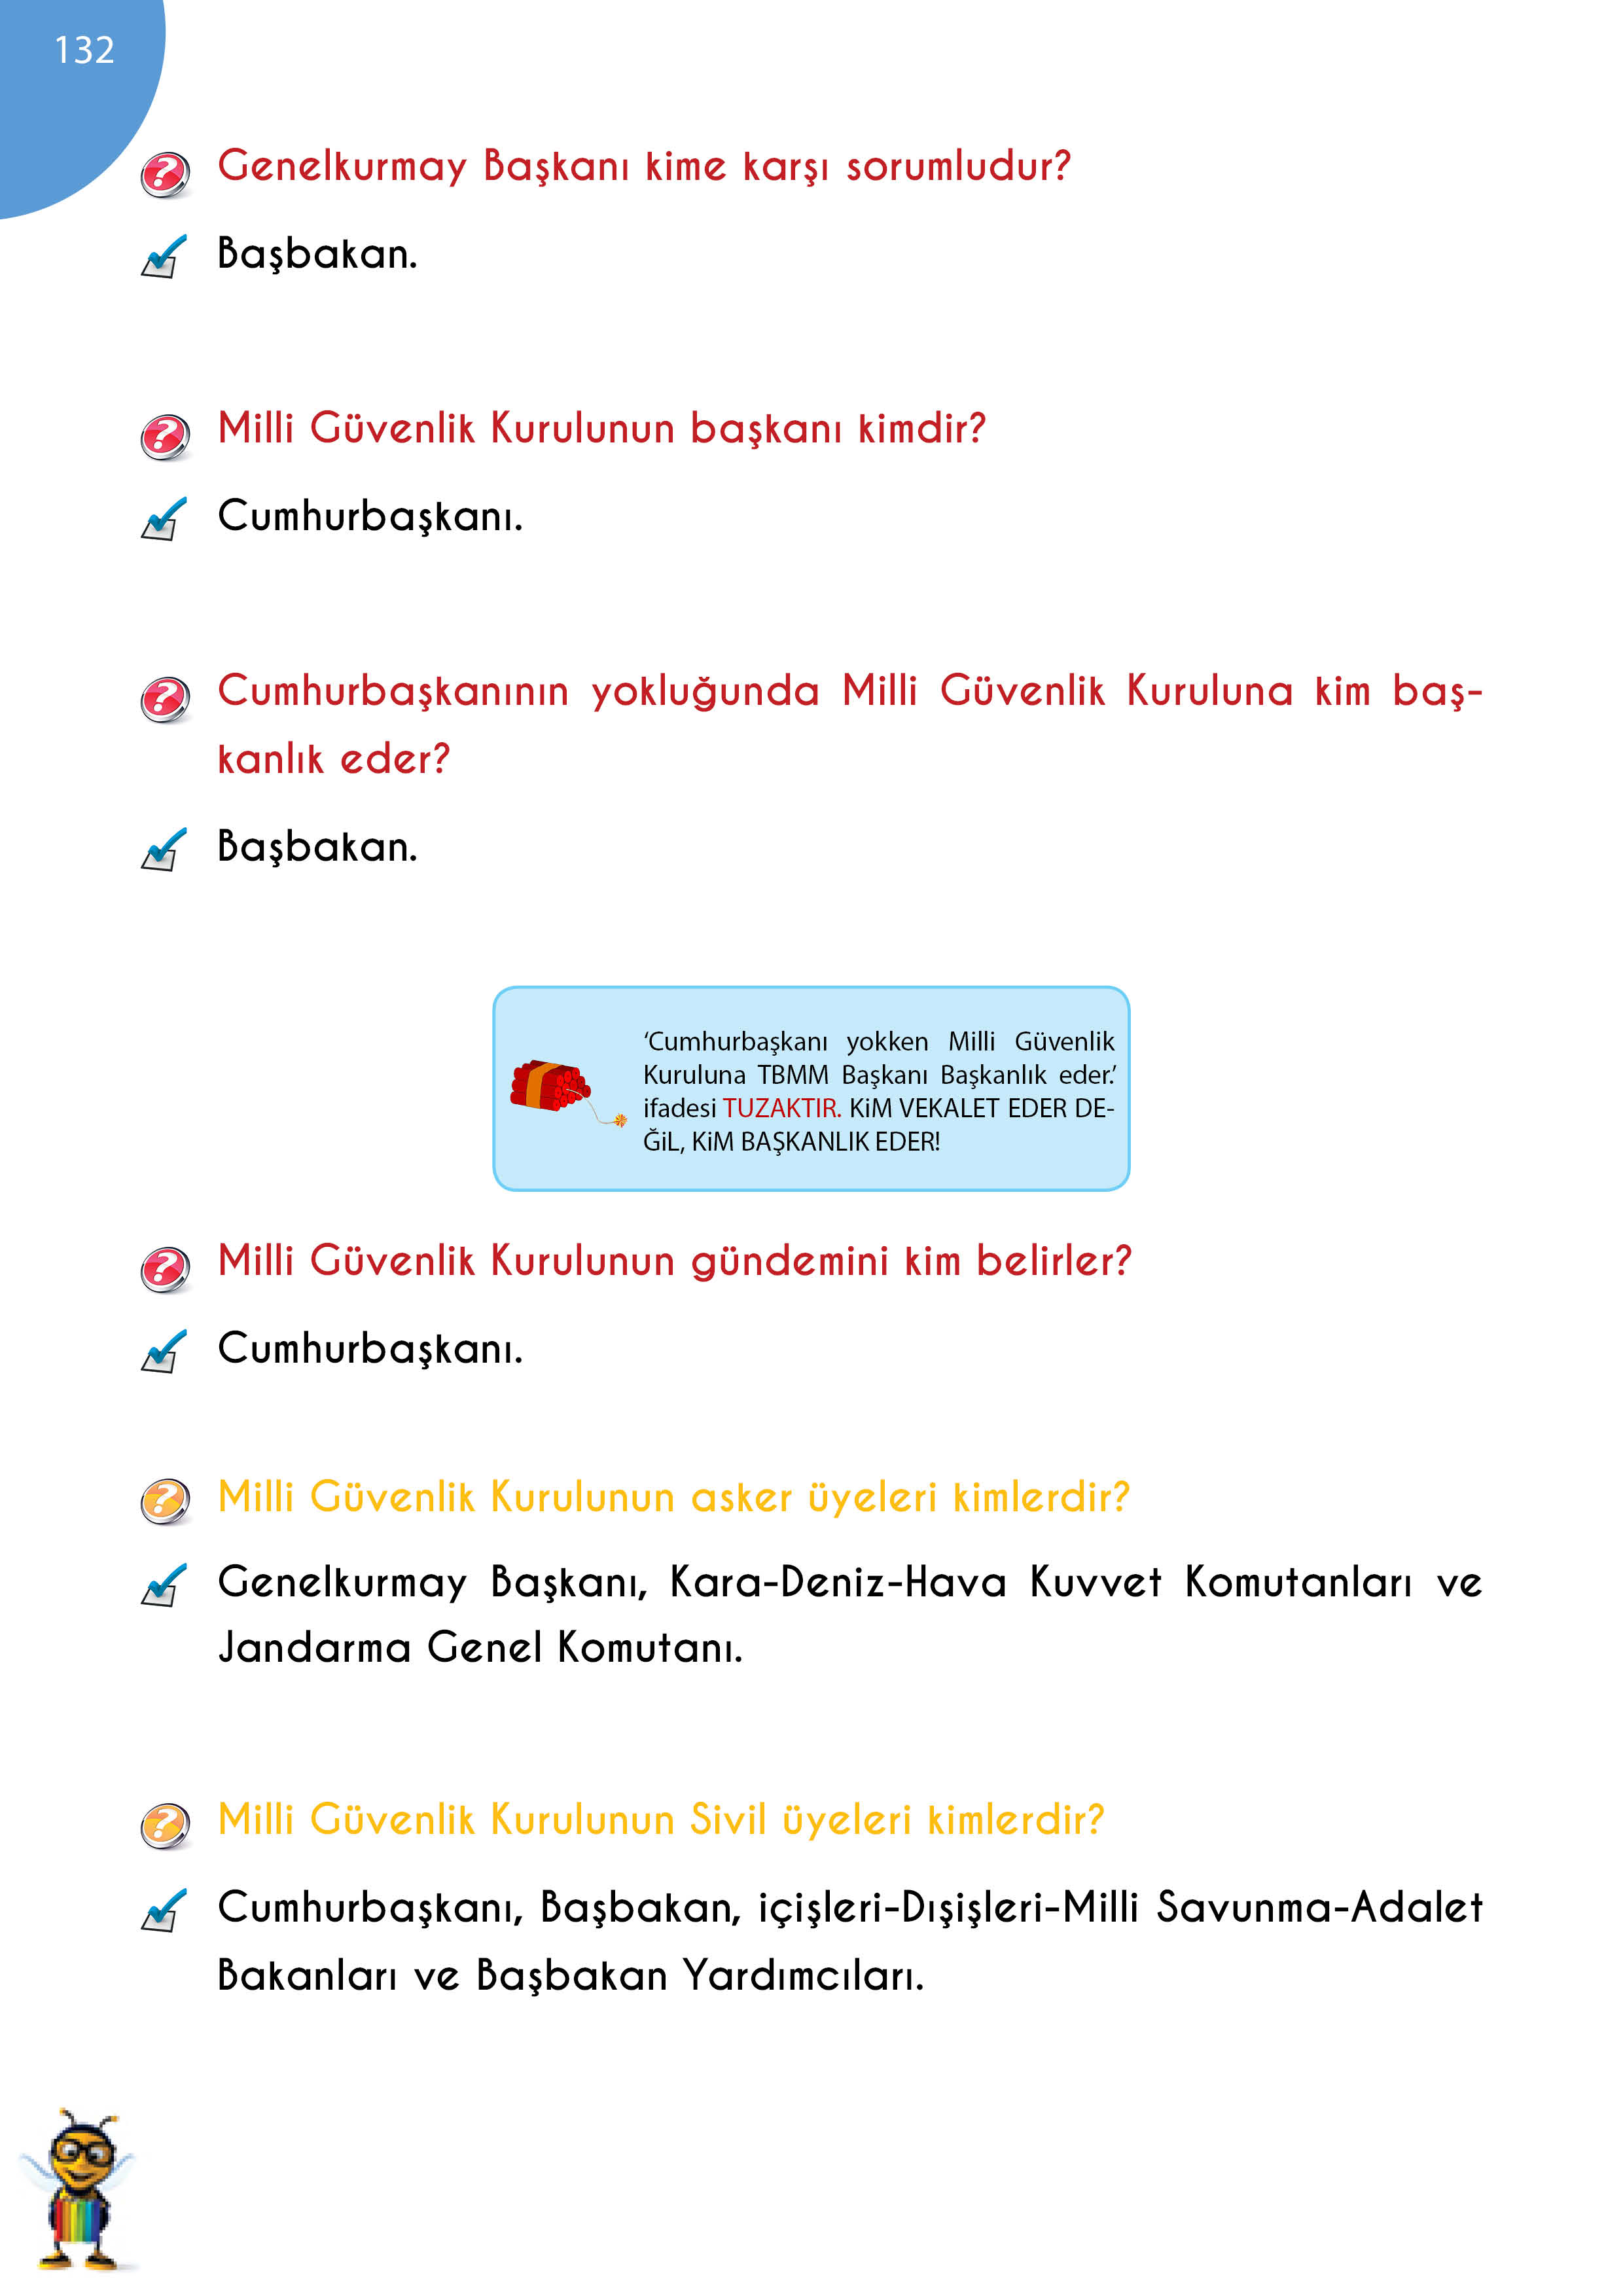 132
Genelkurmay Başkanı kime karşı sorumludur?
Başbakan.
Milli Güvenlik Kurulunun başkanı kimdir?
Cumhurbaşkanı.
Cumhurbaşkanının yokluğunda Milli Güvenlik Kuruluna kim baş-
kanlık eder?
Başbakan.
‘Cumhurbaşkanı yokken Milli Güvenlik
Kuruluna TBMM Başkanı Başkanlık eder.’
ifadesi TUZAKTIR. KiM VEKALET EDER DE-
ĞiL, KiM BAŞKANLIK EDER!
Milli Güvenlik Kurulunun gündemini kim belirler?
Cumhurbaşkanı.
Milli Güvenlik Kurulunun asker üyeleri kimlerdir?
Genelkurmay Başkanı, Kara-Deniz-Hava Kuvvet Komutanları ve
Jandarma Genel Komutanı.
Milli Güvenlik Kurulunun Sivil üyeleri kimlerdir?
Cumhurbaşkanı, Başbakan, içişleri-Dışişleri-Milli Savunma-Adalet
Bakanları ve Başbakan Yardımcıları.